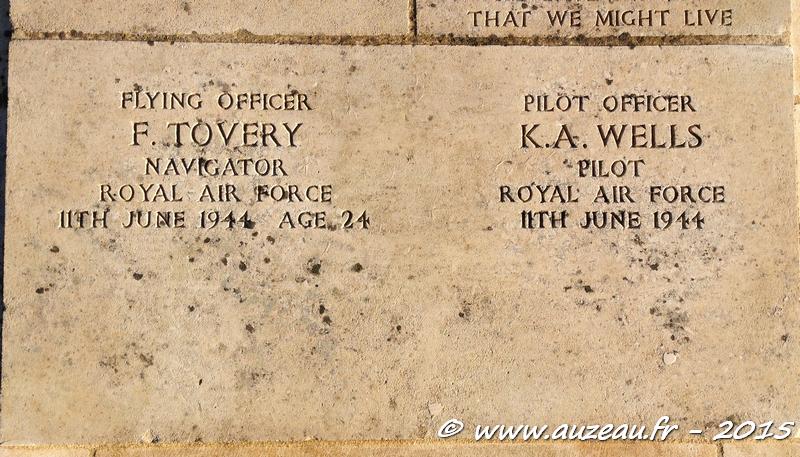 THAT WE MIGHT LIVE
FLYING OFFICER
F. TOVERY
NAVIGATOR
ROYAL AIR FORCE
11TH JUNE 1944 AGE 24
PILOT OFFICER
K.A. WELLS
PILOT
ROYAL AIR FORCE
11TH JUNE 1944
© www.auzeau.fr - 2015